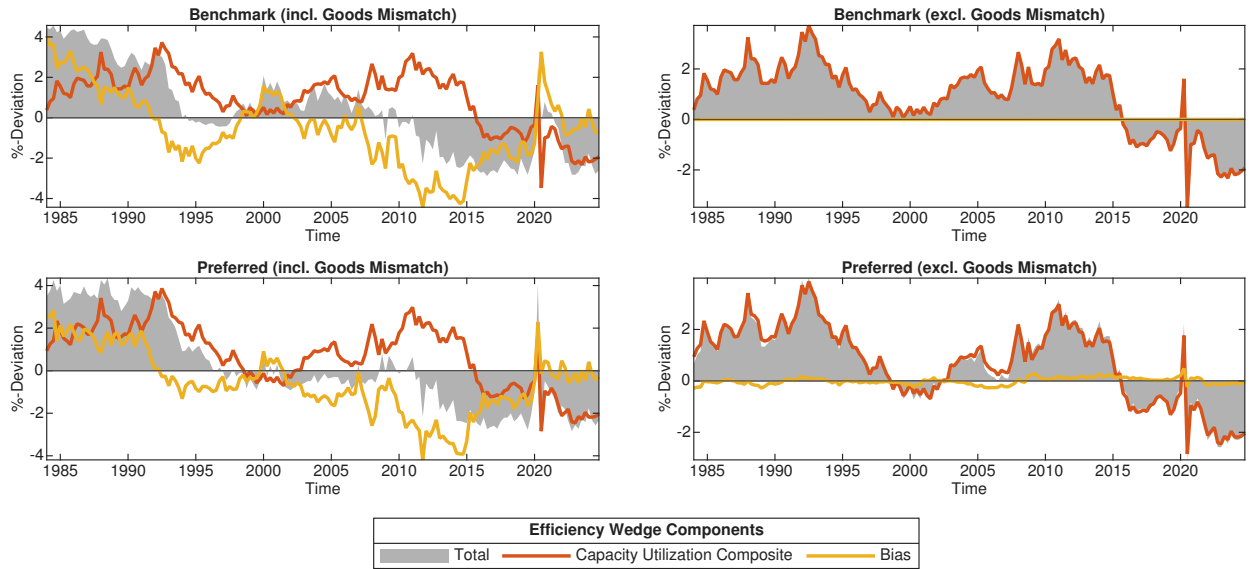 Benchmark (incl. Goods Mismatch)
%-Deviation
4
2
0
-2
-4
1985 1990 1995 2000 2005 2010 2015 2020
Time
Benchmark (excl. Goods Mismatch)
%-Deviation
2
0
-2
1985 1990 1995 2000 2005 2010 2015 2020
Time
Preferred (incl. Goods Mismatch)
%-Deviation
4
2
0
-2
-4
1985 1990 1995 2000 2005 2010 2015 2020
Time
Preferred (excl. Goods Mismatch)
%-Deviation
2
0
-2
1985 1990 1995 2000 2005 2010 2015 2020
Time
Efficiency Wedge Components
Total Capacity Utilization Composite Bias